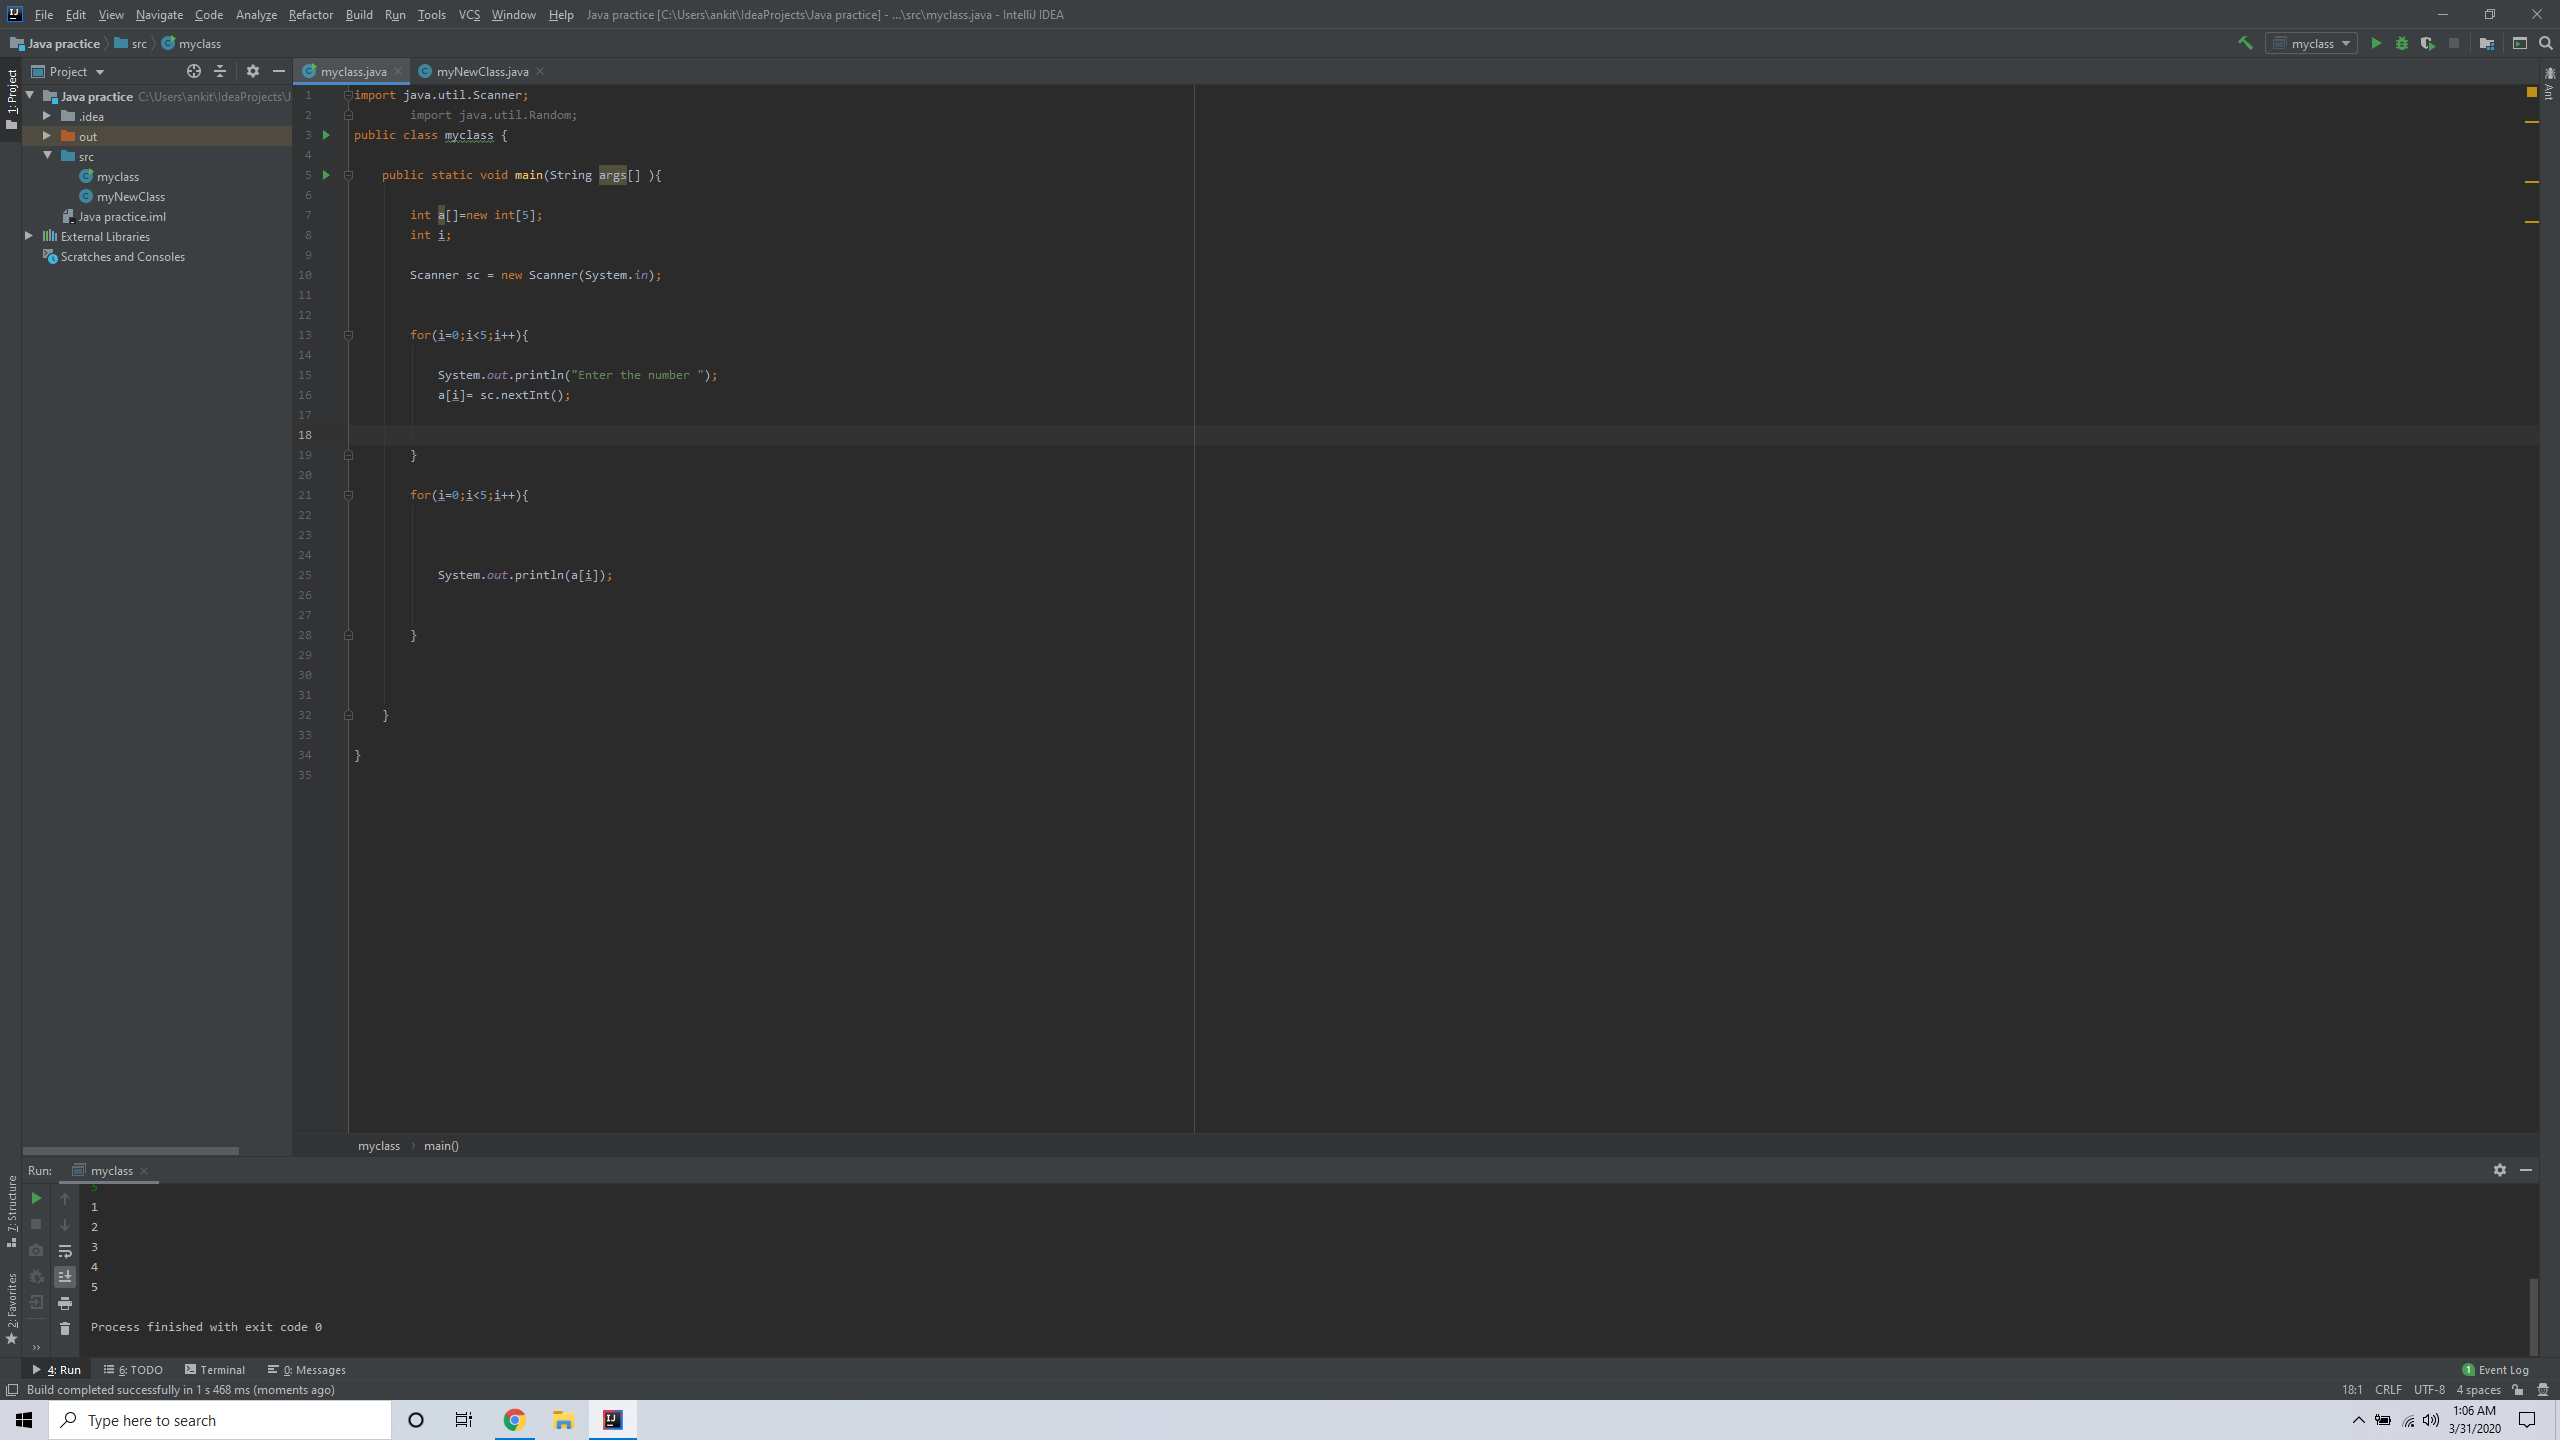 File Edit View Navigate Code Analyze Refactor Build Run Tools VCS Window Help Java practice [C:\Users\ankit\IdeaProjects\Java practice] - ...\src\myclass.java - IntelliJ IDEA
Java practice src myclass
myclass
1: Project
Project
myclass.java
myNewClass.java
Ant
Java practice C:\Users\ankit\IdeaProjects\J
.idea
out
src
myclass
myNewClass
Java practice.iml
External Libraries
Scratches and Consoles
1 import java.util.Scanner;
2 import java.util.Random;
3 public class myclass {
4
5 public static void main(String args[] ){
6
7 int a[]=new int[5];
8 int i;
9
10 Scanner sc = new Scanner(System.in);
11
12
13 for(i=0;i<5;i++){
14
15 System.out.println("Enter the number ");
16 a[i]= sc.nextInt();
17
18
19 }
20
21 for(i=0;i<5;i++){
22
23
24
25 System.out.println(a[i]);
26
27
28 }
29
30
31
32 }
33
34 }
35
myclass main()
Run: myclass
7: Structure
2: Favorites
5
1
2
3
4
5
Process finished with exit code 0
4: Run 6: TODO Terminal 0: Messages
1 Event Log
Build completed successfully in 1 s 468 ms (moments ago)
18:1 CRLF UTF-8 4 spaces
Type here to search
1:06 AM
3/31/2020